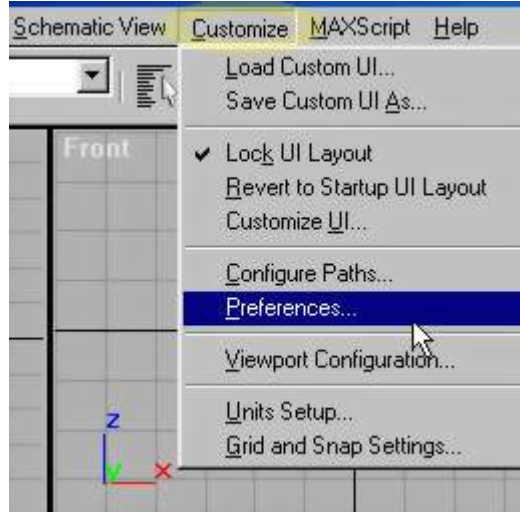 Schematic View Customize MAXScript Help
Load Custom UI...
Save Custom UI As...
Front
Lock UI Layout
Revert to Startup UI Layout
Customize UI...
Configure Paths...
Preferences...
Viewport Configuration...
Units Setup...
Grid and Snap Settings...
z
y x